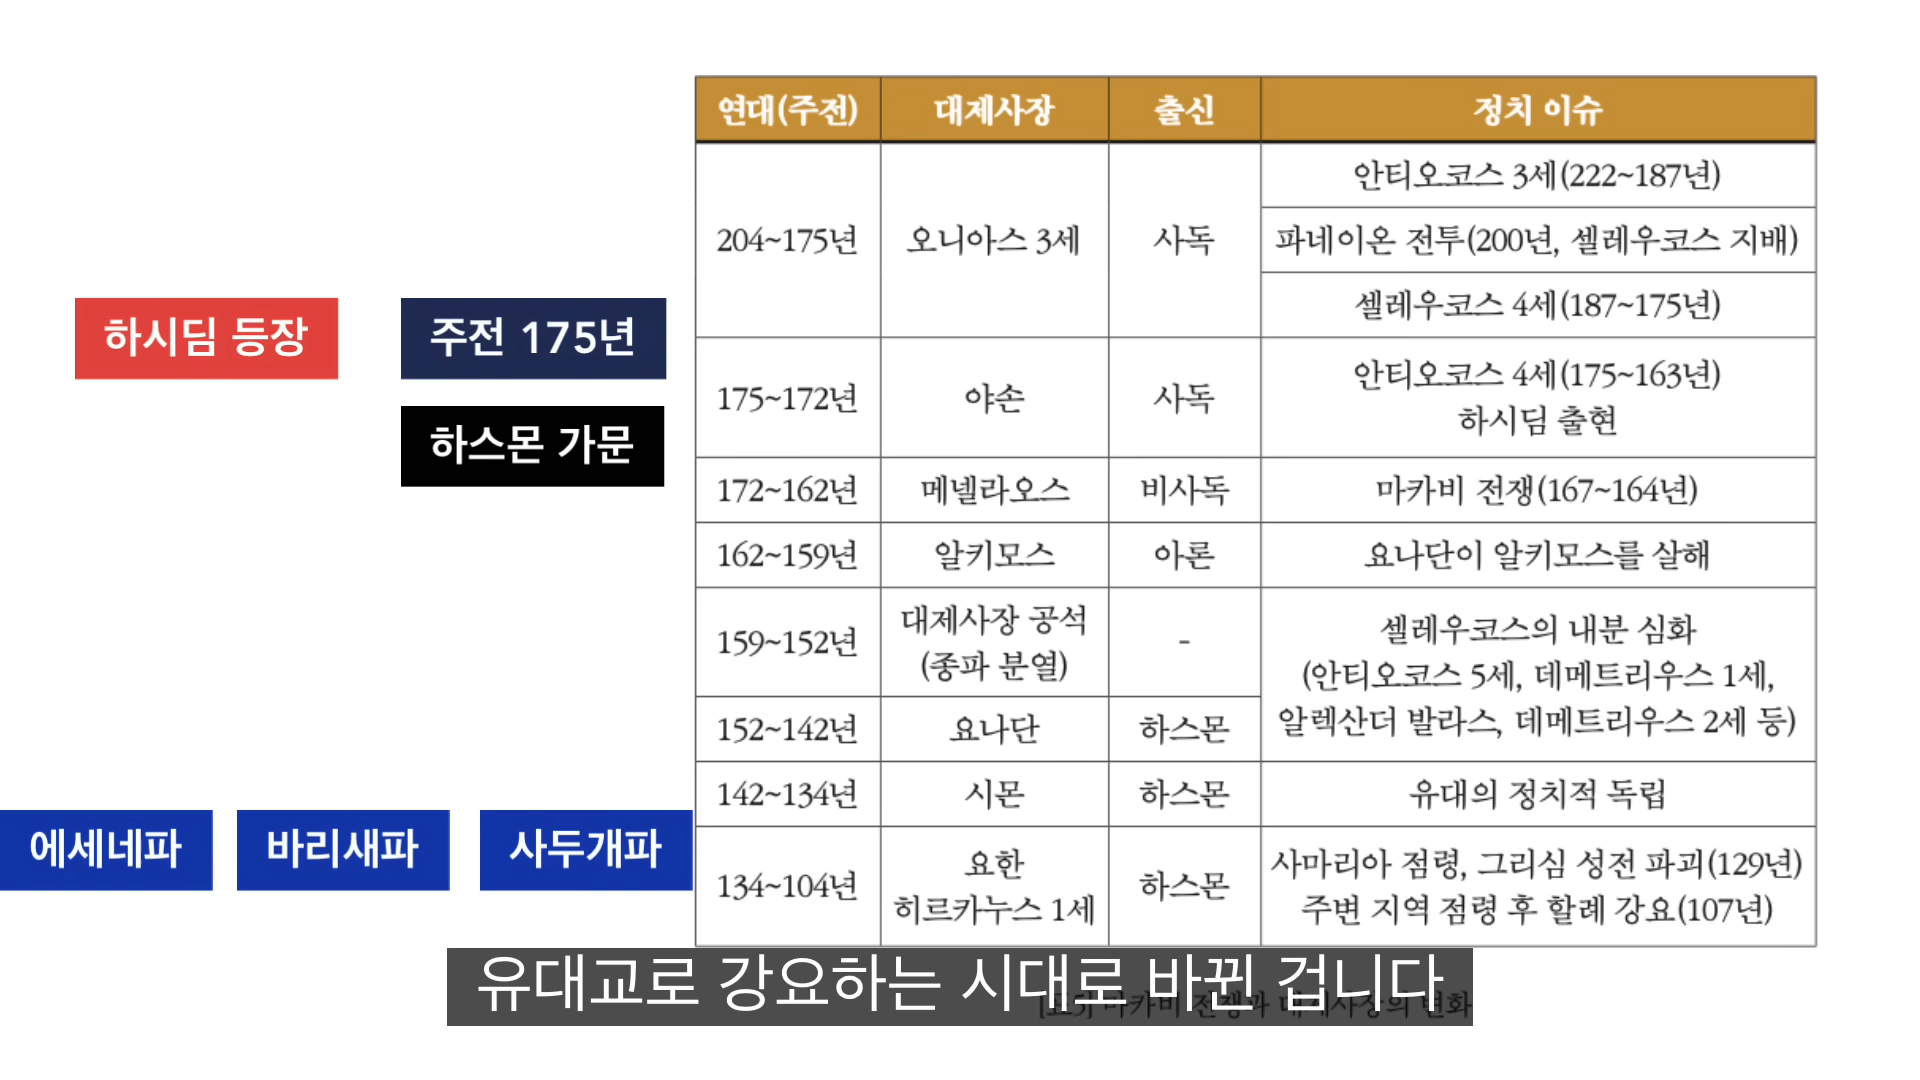 연대(주전) 대제사장 출신 정치 이슈
204~175년 오니아스 3세 사독 안티오코스 3세(222~187년)
파네이온 전투(200년, 셀레우코스 지배)
셀레우코스 4세(187~175년)
하시딤 등장 주전 175년
하스몬 가문
175~172년 야손 사독 안티오코스 4세(175~163년)
하시딤 출현
172~162년 메넬라오스 비사독 마카비 전쟁(167~164년)
162~159년 알키모스 아론 요나단이 알키모스를 살해
159~152년 대제사장 공석
(종파 분열) - 셀레우코스의 내분 심화
(안티오코스 5세, 데메트리우스 1세,
알렉산더 발라스, 데메트리우스 2세 등)
152~142년 요나단 하스몬
142~134년 시몬 하스몬 유대의 정치적 독립
에세네파 바리새파 사두개파
134~104년 요한
히르카누스 1세 하스몬 사마리아 점령, 그리심 성전 파괴(129년)
주변 지역 점령 후 할례 강요(107년)
유대교로 강요하는 시대로 바뀐 겁니다
[표5] 마카비 전쟁과 대제사장의 변화